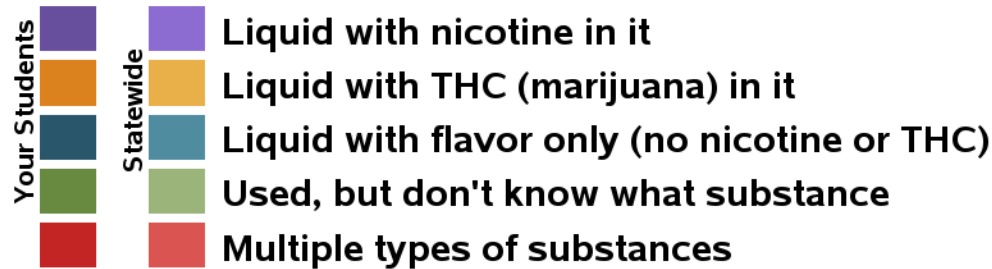 Your Students
Statewide
Liquid with nicotine in it
Liquid with THC (marijuana) in it
Liquid with flavor only (no nicotine or THC)
Used, but don't know what substance
Multiple types of substances